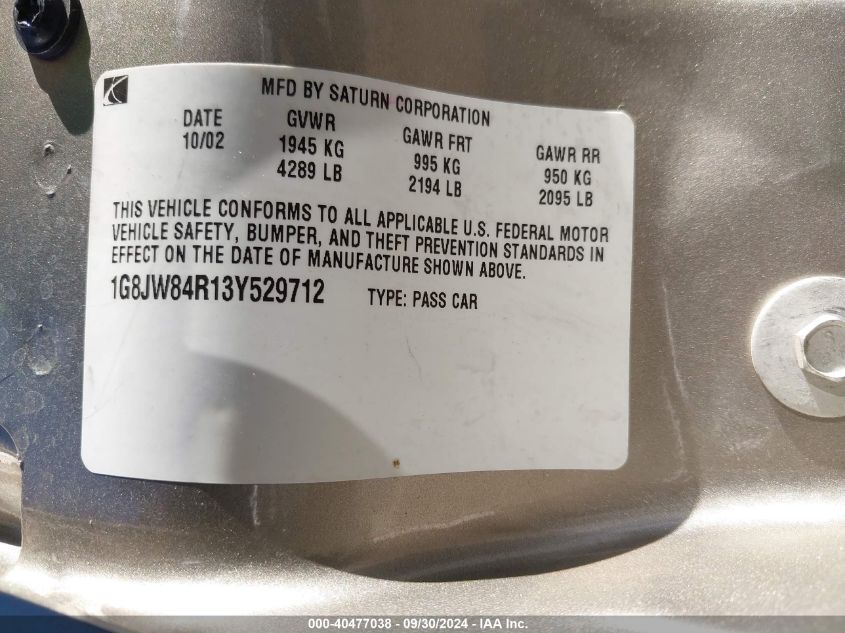 MFD BY SATURN CORPORATION
DATE GVWR GAWR FRT GAWR RR
10/02 1945 KG 995 KG 950 KG
4289 LB 2194 LB 2095 LB
THIS VEHICLE CONFORMS TO ALL APPLICABLE U.S. FEDERAL MOTOR
VEHICLE SAFETY, BUMPER, AND THEFT PREVENTION STANDARDS IN
EFFECT ON THE DATE OF MANUFACTURE SHOWN ABOVE.
1G8JW84R13Y529712 TYPE: PASS CAR
000-40477038 - 09/30/2024 - IAA Inc.